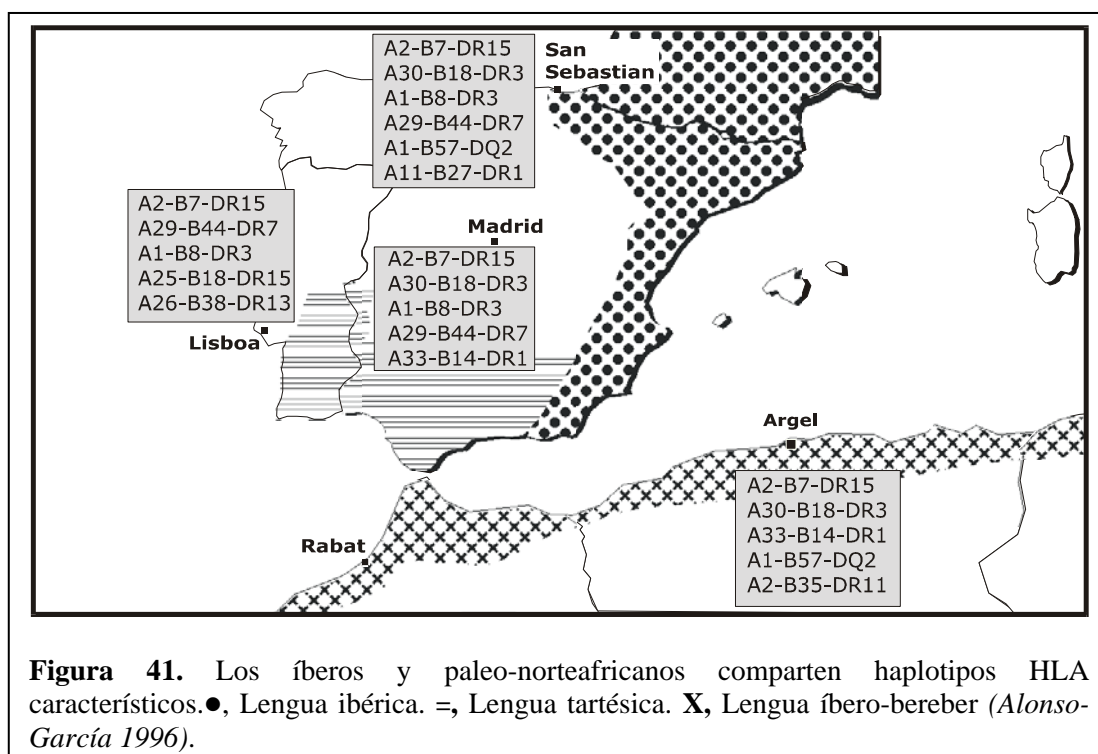 A2-B7-DR15
A30-B18-DR3
A1-B8-DR3
A29-B44-DR7
A1-B57-DQ2
A11-B27-DR1
San
Sebastian
A2-B7-DR15
A29-B44-DR7
A1-B8-DR3
A25-B18-DR15
A26-B38-DR13
Lisboa
Madrid
A2-B7-DR15
A30-B18-DR3
A1-B8-DR3
A29-B44-DR7
A33-B14-DR1
Argel
A2-B7-DR15
A30-B18-DR3
A33-B14-DR1
A1-B57-DQ2
A2-B35-DR11
Rabat
Figura 41. Los íberos y paleo-norteafricanos comparten haplotipos HLA
característicos.●, Lengua ibérica. =, Lengua tartésica. X, Lengua íbero-bereber (Alonso-
García 1996).